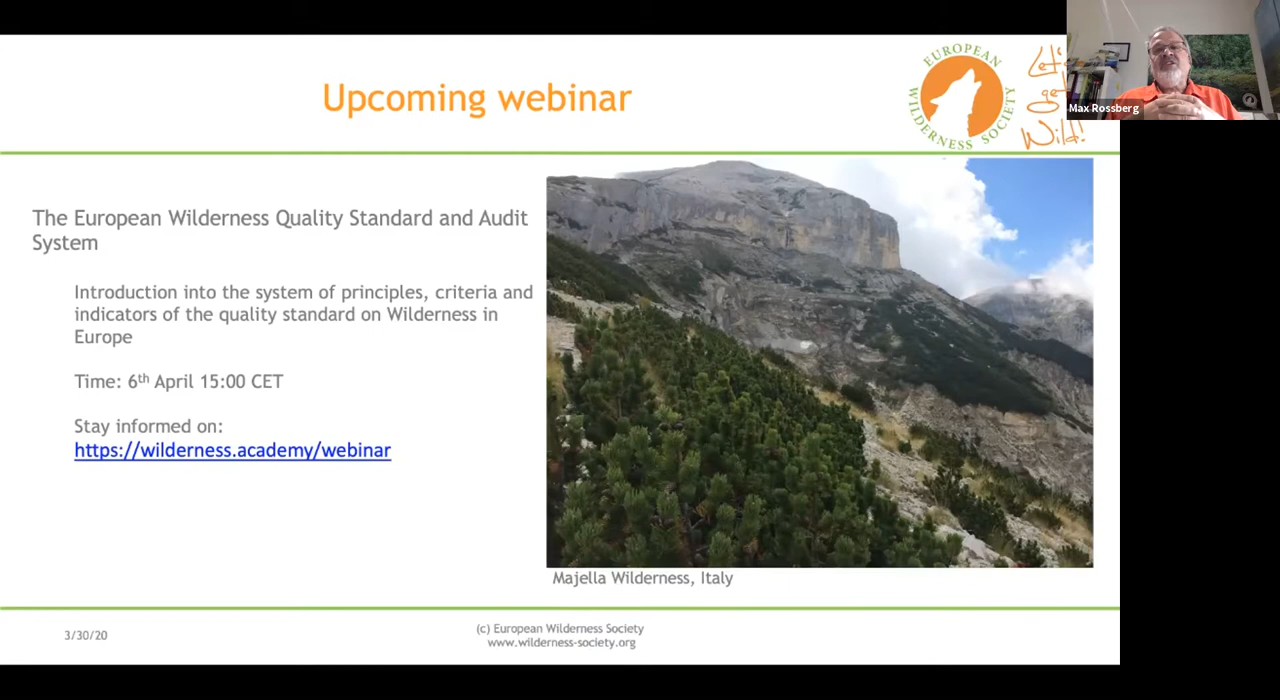 Upcoming webinar
EUROPEAN
WILDERNESS SOCIETY
Let's
get
Wild!
Max Rossberg
The European Wilderness Quality Standard and Audit
System
Introduction into the system of principles, criteria and
indicators of the quality standard on Wilderness in
Europe
Time: 6th April 15:00 CET
Stay informed on:
https://wilderness.academy/webinar
Majella Wilderness, Italy
3/30/20
(c) European Wilderness Society
www.wilderness-society.org